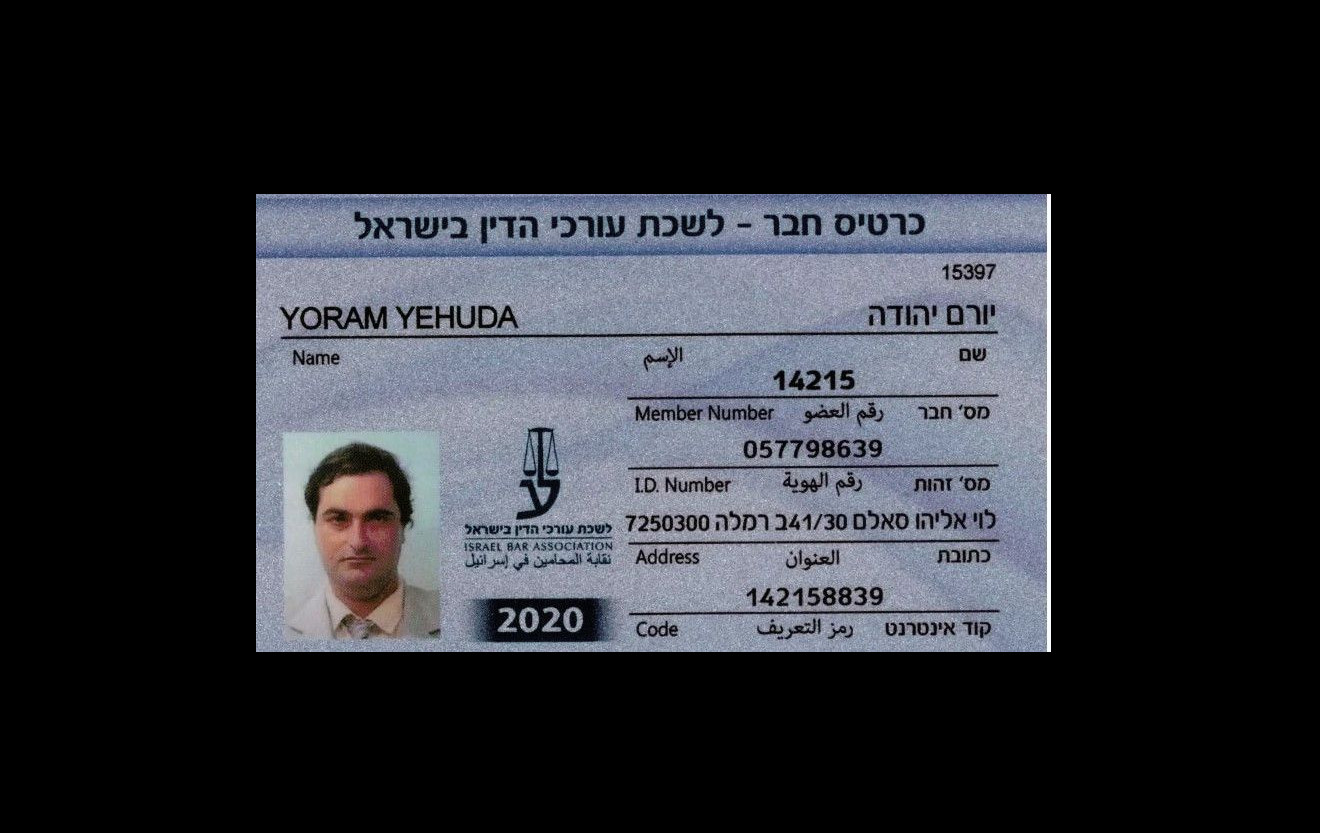 כרטיס חבר - לשכת עורכי הדין בישראל
15397
YORAM YEHUDA יורם יהודה
Name الإسم שם
14215
Member Number رقم العضو מס' חבר
057798639
I.D. Number رقم الهوية מס' זהות
לוי אליהו סאלם 41/30ב רמלה 7250300
Address العنوان כתובת
142158839
Code رمز التعريف קוד אינטרנט
לשכת עורכי הדין בישראל
ISRAEL BAR ASSOCIATION
نقابة المحامين في إسرائيل
2020